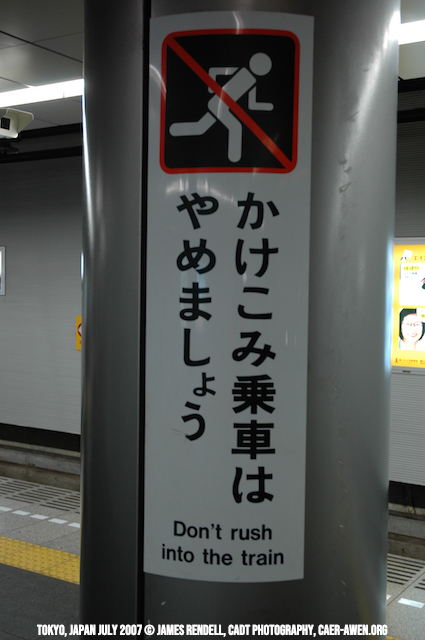 かけこみ乗車は
やめましょう
Don't rush
into the train
TOKYO, JAPAN JULY 2007 © JAMES RENDELL, CADT PHOTOGRAPHY, CAER-AWEN.ORG